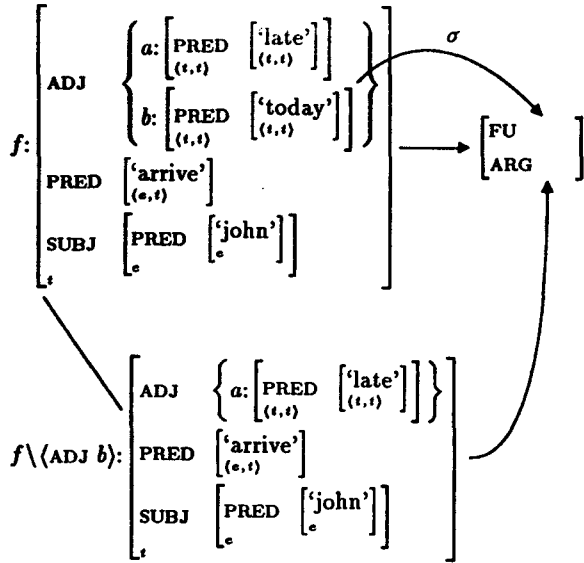 σ
a: [PRED ['late']]
⟨t,t⟩ ⟨t,t⟩
ADJ
b: [PRED ['today']]
⟨t,t⟩ ⟨t,t⟩
FU
f:
ARG
PRED ['arrive']
⟨e,t⟩
SUBJ [PRED ['john']]
e e
t
ADJ {a: [PRED ['late']]}
⟨t,t⟩ ⟨t,t⟩
f\⟨ADJ b⟩: PRED ['arrive']
⟨e,t⟩
SUBJ [PRED ['john']]
e e
t